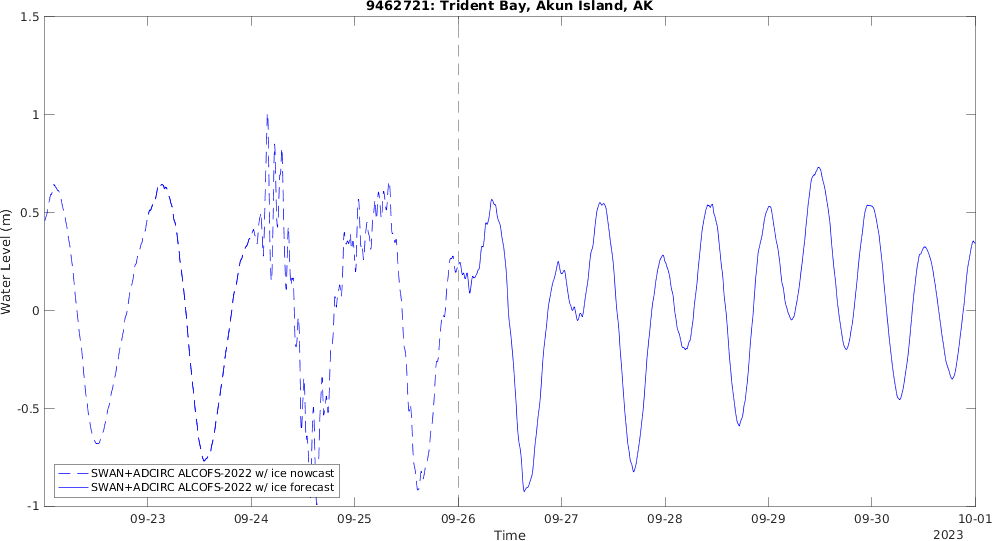 9462721: Trident Bay, Akun Island, AK
1.5
1
0.5
0
-0.5
-1
Water Level (m)
SWAN+ADCIRC ALCOFS-2022 w/ ice nowcast
SWAN+ADCIRC ALCOFS-2022 w/ ice forecast
09-23 09-24 09-25 09-26 09-27 09-28 09-29 09-30 10-01
Time
2023